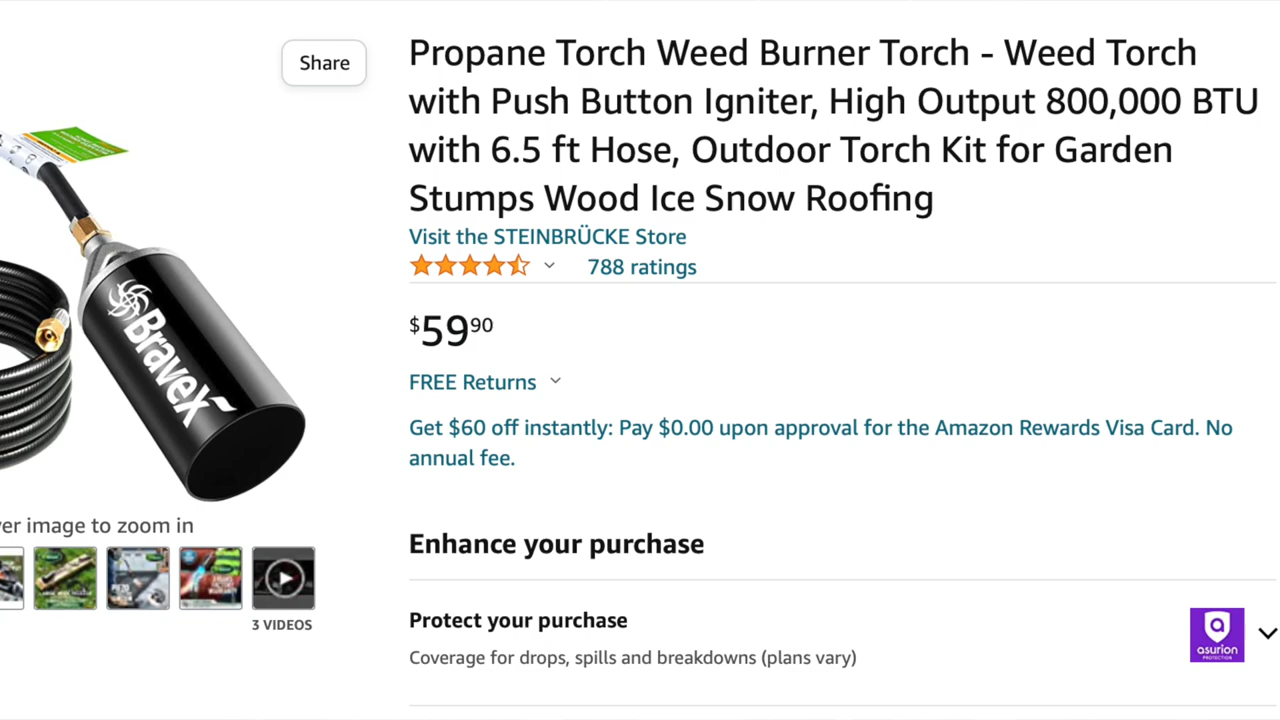 Share
Propane Torch Weed Burner Torch - Weed Torch
with Push Button Igniter, High Output 800,000 BTU
with 6.5 ft Hose, Outdoor Torch Kit for Garden
Stumps Wood Ice Snow Roofing
Visit the STEINBRÜCKE Store
788 ratings
$59 90
FREE Returns
Get $60 off instantly: Pay $0.00 upon approval for the Amazon Rewards Visa Card. No
annual fee.
BraveX
er image to zoom in
3 VIDEOS
Enhance your purchase
Protect your purchase
Coverage for drops, spills and breakdowns (plans vary)
a
asurion
PROTECTION